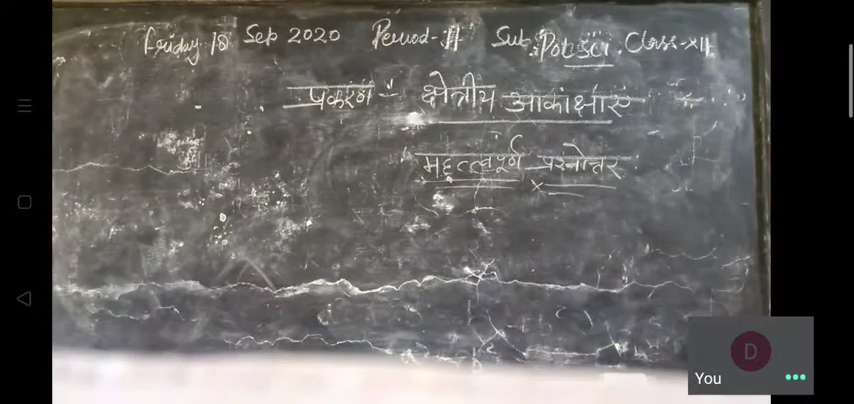 Friday 18 Sep 2020 Period-II Sub: Pol sci. Class-XII
प्रकरण - क्षेत्रीय आकांक्षाएं
महत्त्वपूर्ण प्रश्नोत्तर
D
You